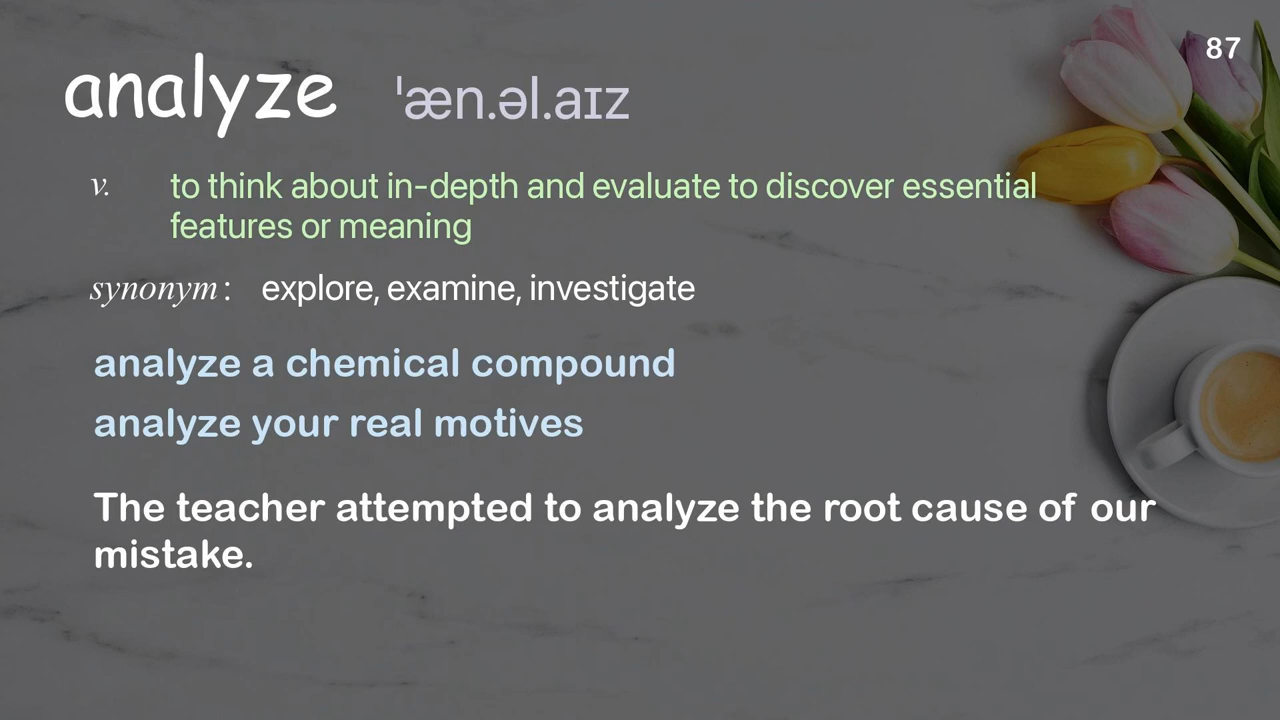 87
analyze ˈæn.əl.aɪz
v. to think about in-depth and evaluate to discover essential
features or meaning
synonym : explore, examine, investigate
analyze a chemical compound
analyze your real motives
The teacher attempted to analyze the root cause of our
mistake.